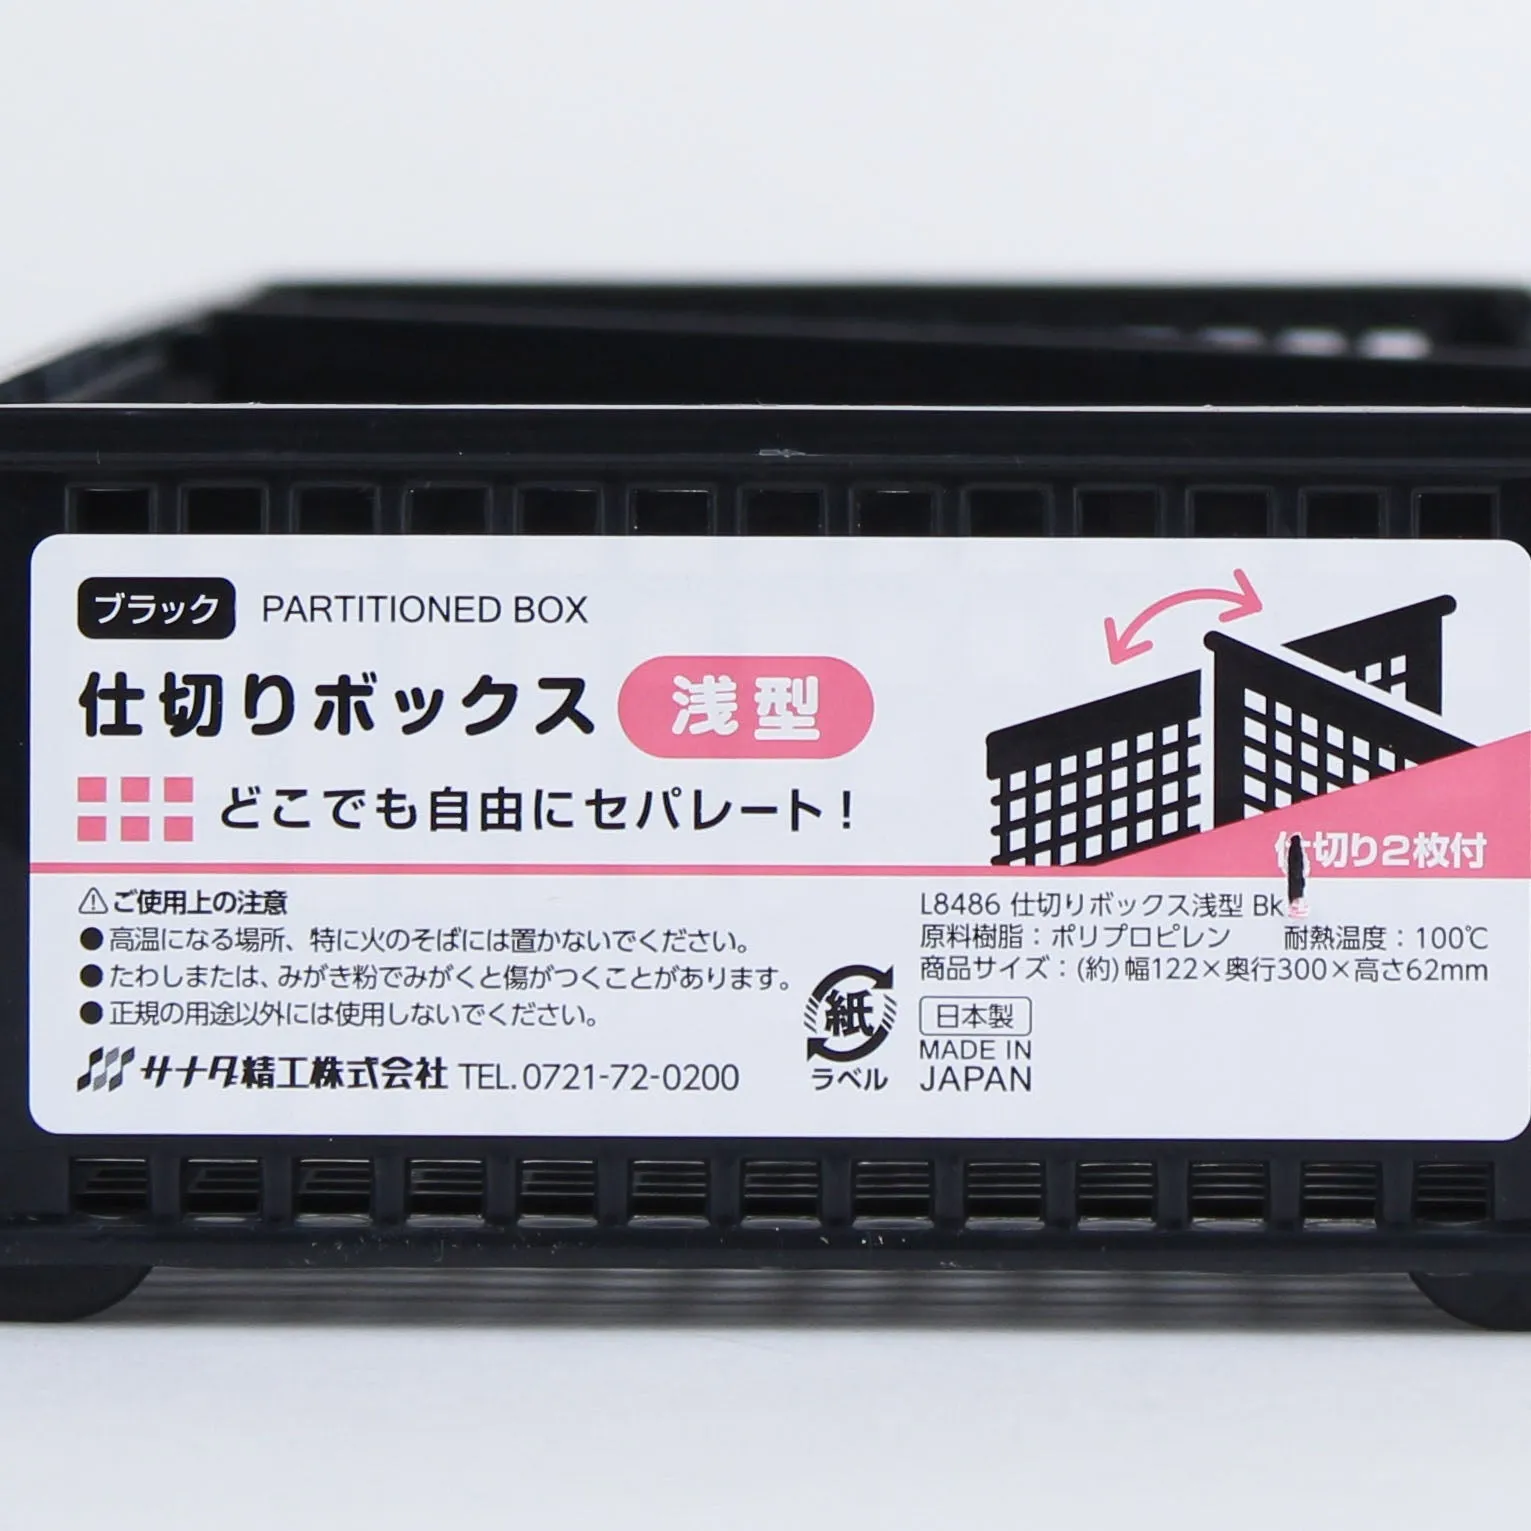 ブラック PARTITIONED BOX
仕切りボックス 浅型
どこでも自由にセパレート！
仕切り2枚付
⚠ご使用上の注意
●高温になる場所、特に火のそばには置かないでください。
●たわしまたは、みがき粉でみがくと傷がつくことがあります。
●正規の用途以外には使用しないでください。
サナダ精工株式会社 TEL.0721-72-0200
紙
ラベル
L8486 仕切りボックス浅型 Bk
原料樹脂：ポリプロピレン 耐熱温度：100℃
商品サイズ：(約)幅122×奥行300×高さ62mm
日本製
MADE IN
JAPAN